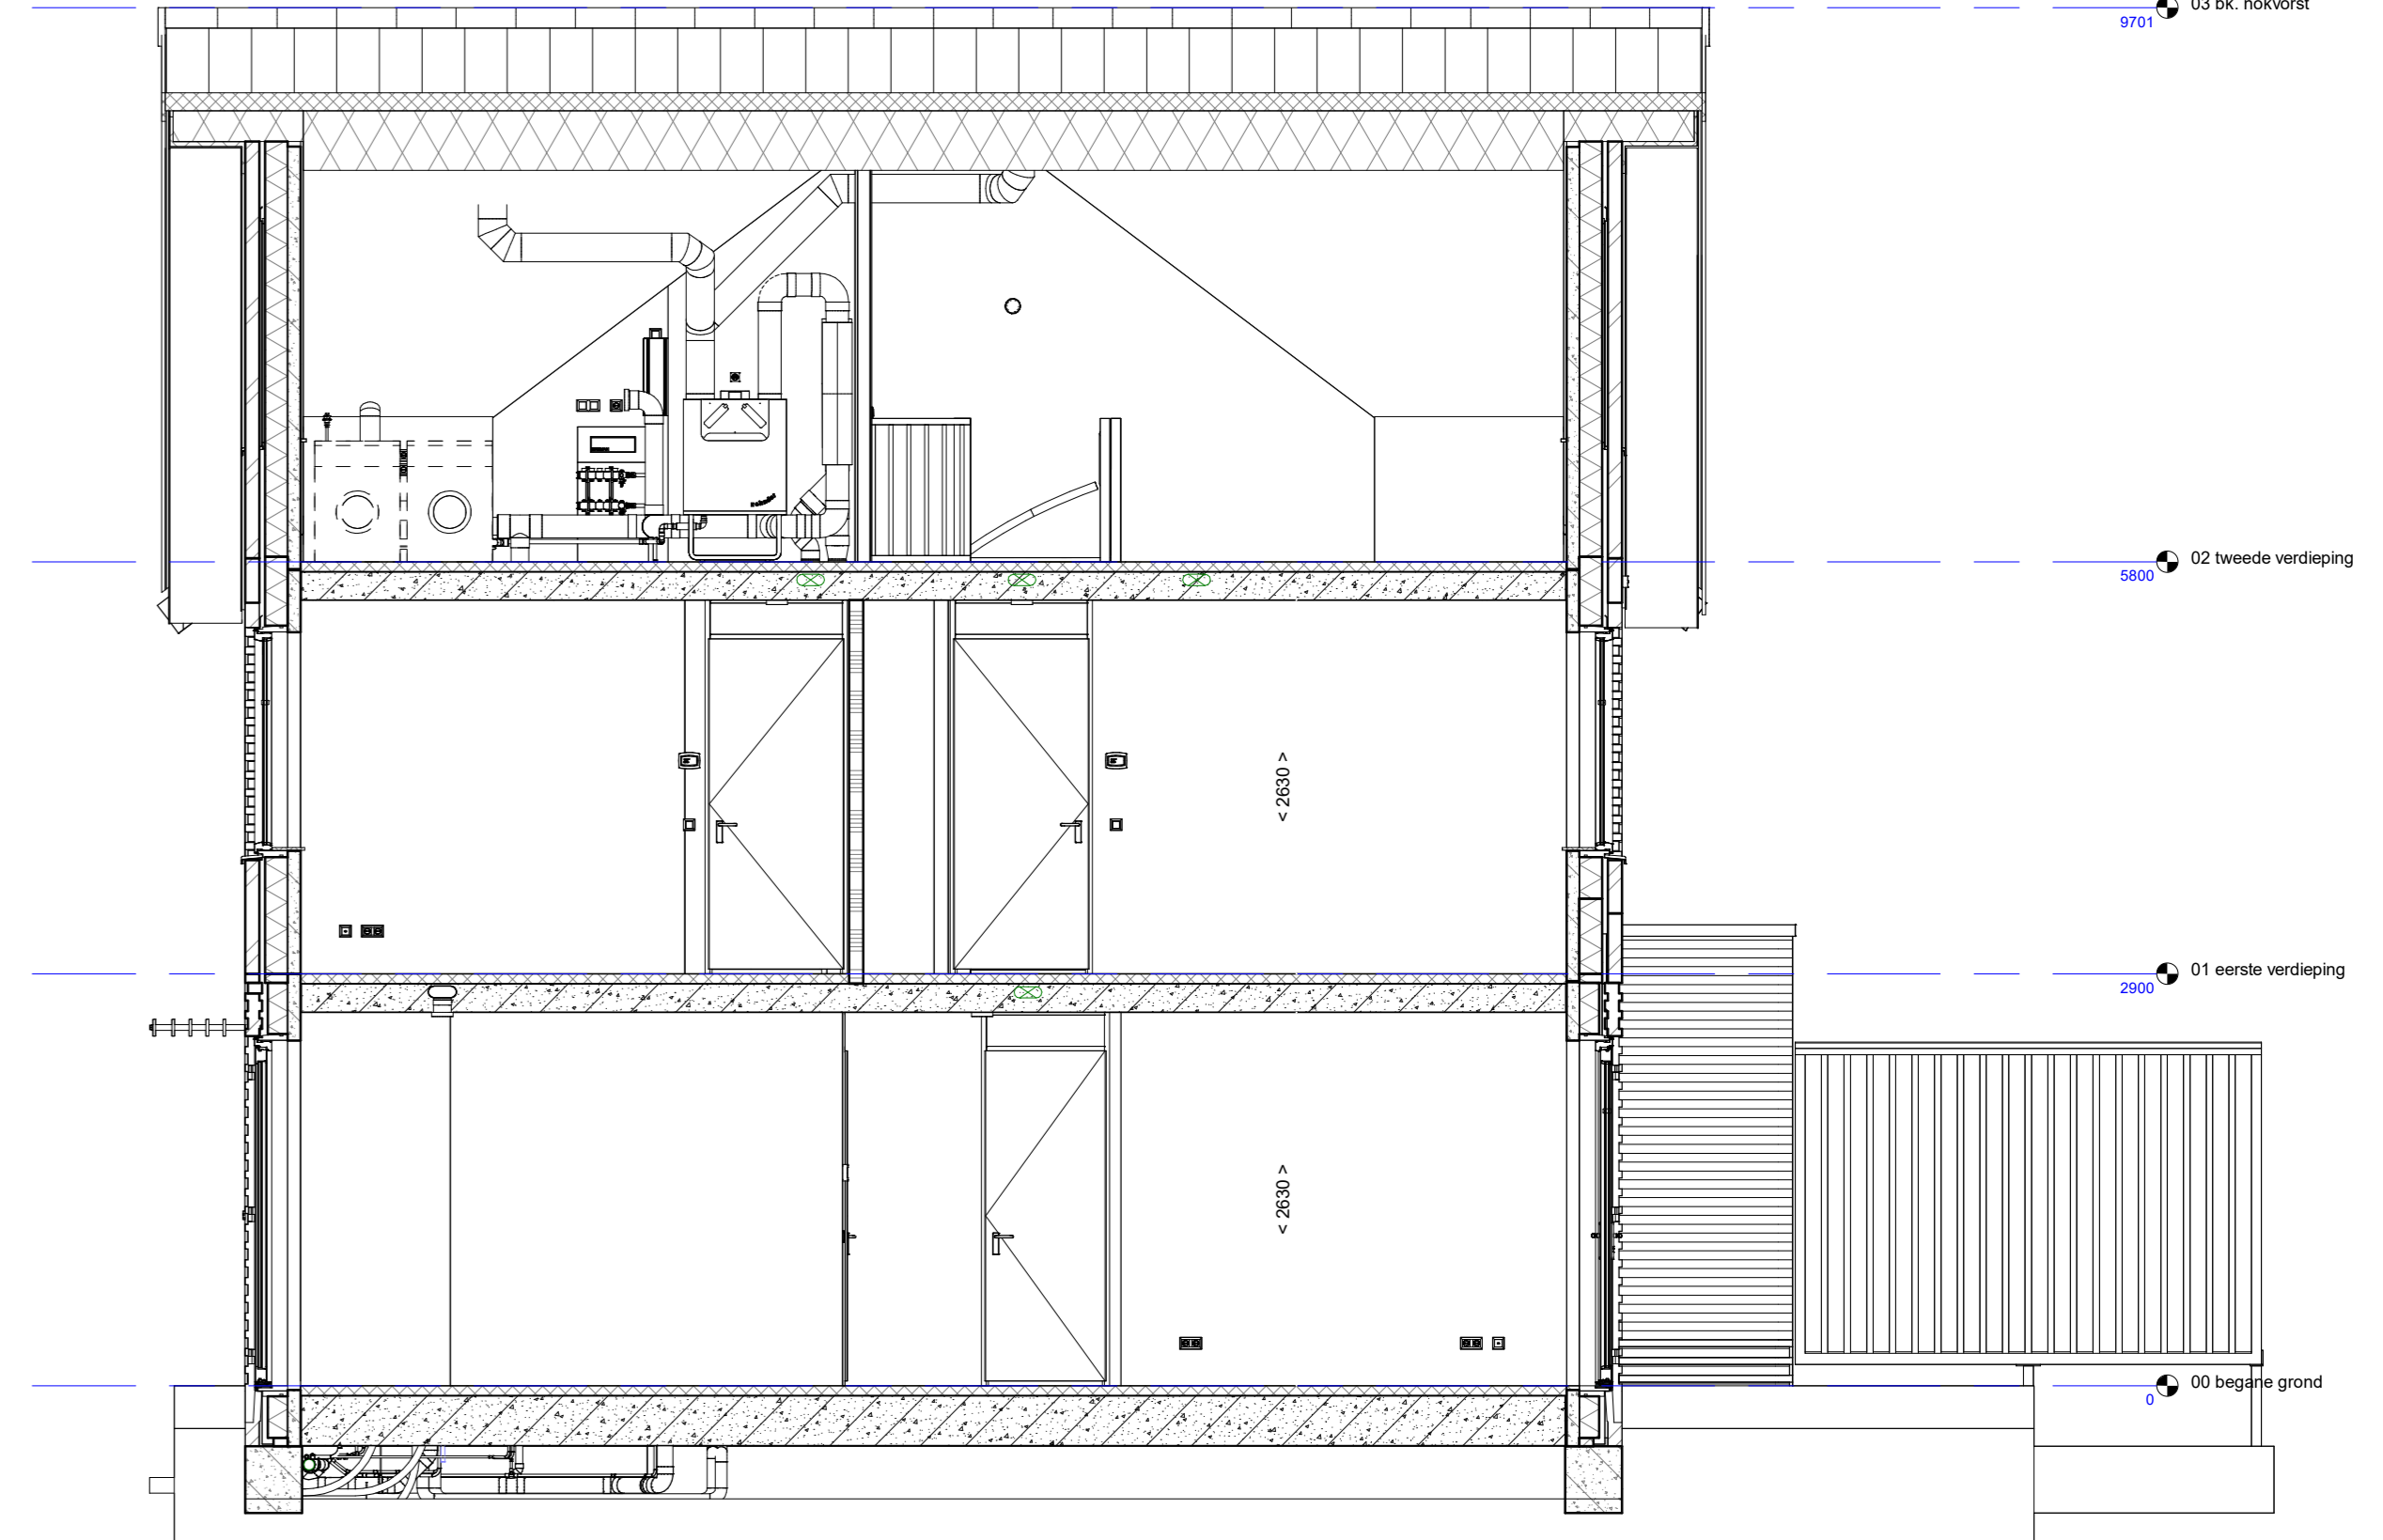 03 bk. nokvorst
9701
02 tweede verdieping
5800
< 2630 >
01 eerste verdieping
2900
< 2630 >
00 begane grond
0